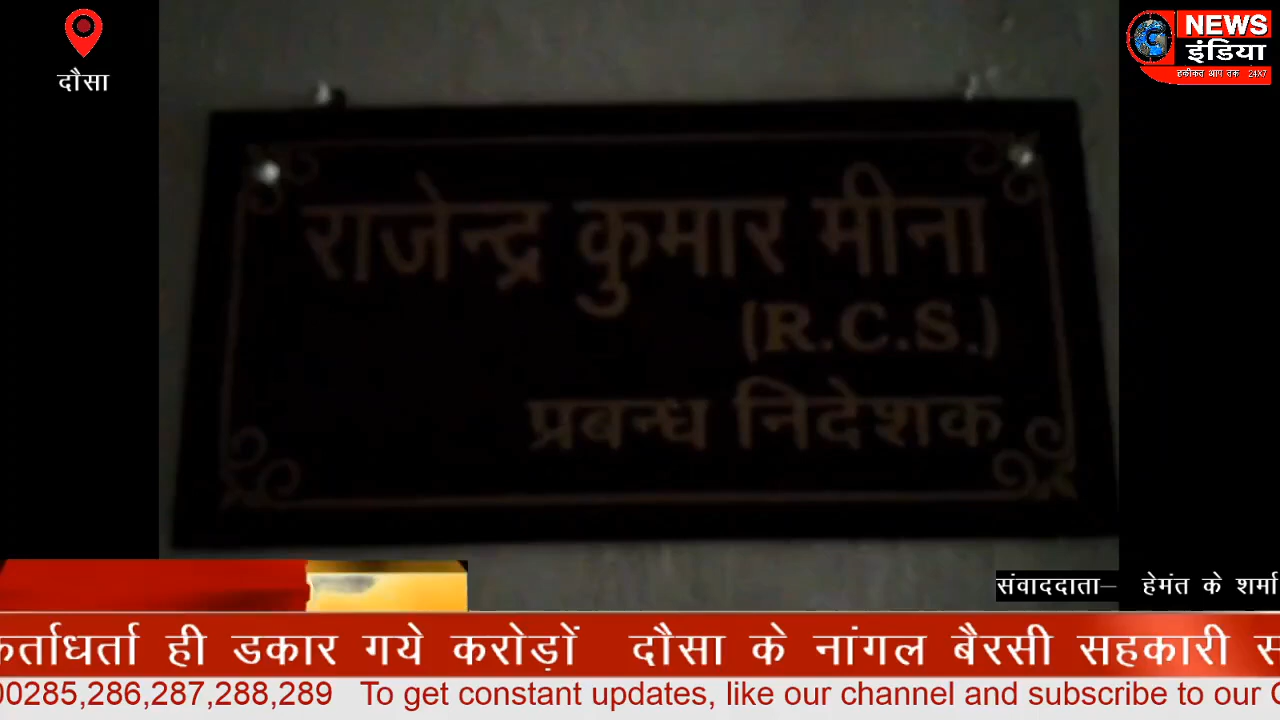 दौसा
NEWS
इंडिया
हकीकत आप तक 24X7
राजेन्द्र कुमार मीना
(R.C.S.)
प्रबन्ध निदेशक
संवाददाता– हेमंत के शर्मा
कर्ताधर्ता ही डकार गये करोड़ों दौसा के नांगल बैरसी सहकारी स
00285,286,287,288,289 To get constant updates, like our channel and subscribe to our C